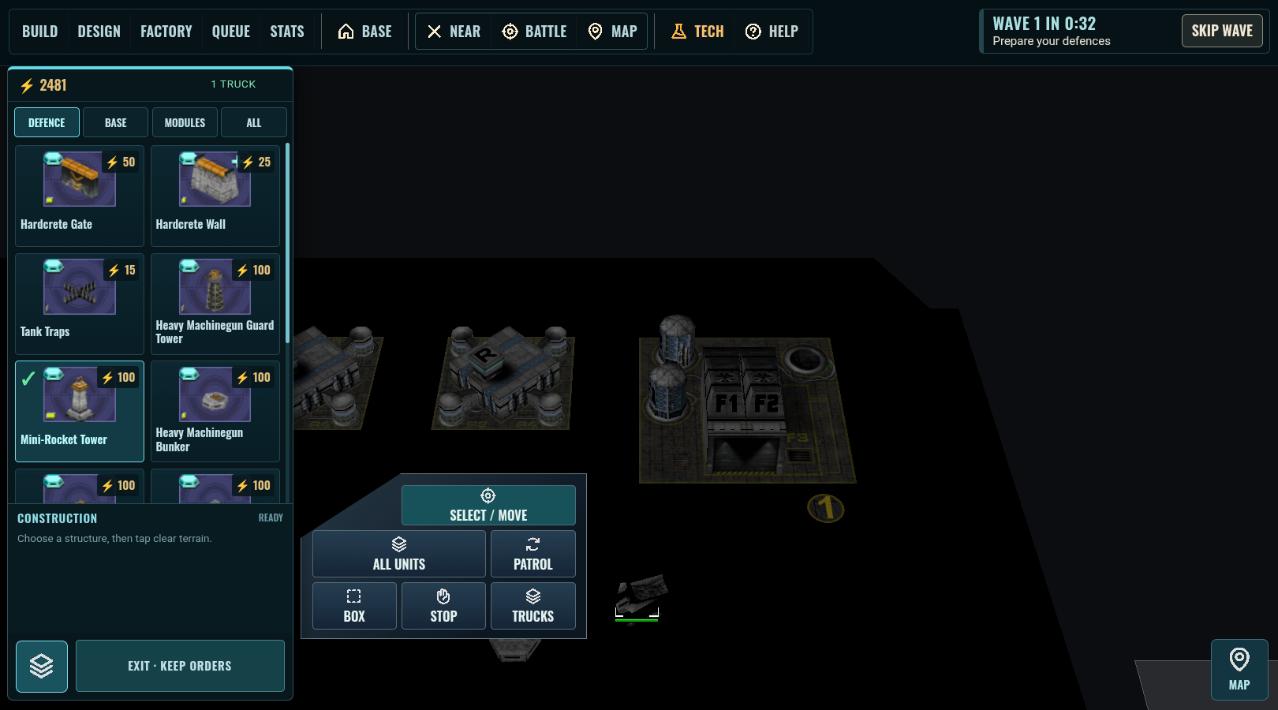 BUILD
DESIGN
FACTORY
QUEUE
STATS
BASE
NEAR
BATTLE
MAP
TECH
HELP
WAVE 1 IN 0:32
Prepare your defences
SKIP WAVE
2481
1 TRUCK
DEFENCE
BASE
MODULES
ALL
50
Hardcrete Gate
25
Hardcrete Wall
15
Tank Traps
100
Heavy Machinegun Guard
Tower
100
Mini-Rocket Tower
100
Heavy Machinegun
Bunker
100
100
CONSTRUCTION
READY
Choose a structure, then tap clear terrain.
EXIT · KEEP ORDERS
SELECT / MOVE
ALL UNITS
PATROL
BOX
STOP
TRUCKS
R
F1
F2
F3
1
MAP